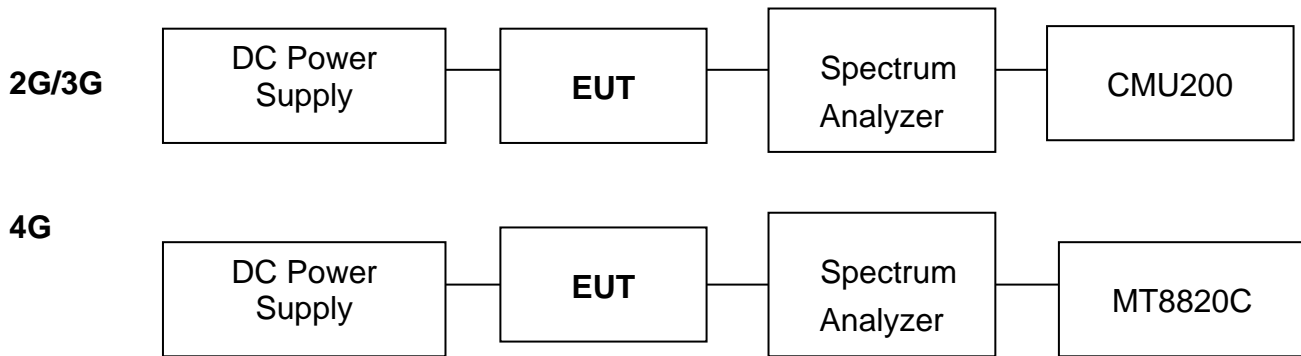 2G/3G
DC Power
Supply
EUT
Spectrum
Analyzer
CMU200
4G
DC Power
Supply
EUT
Spectrum
Analyzer
MT8820C